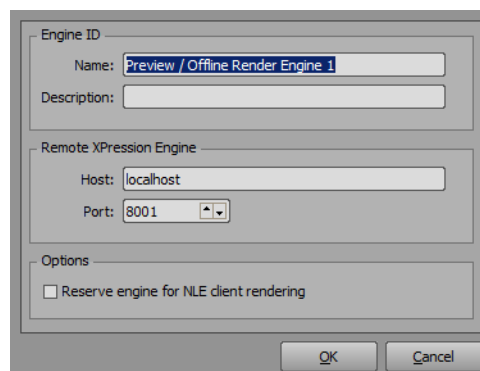 Engine ID
Name: Preview / Offline Render Engine 1
Description:
Remote XPression Engine
Host: localhost
Port: 8001
Options
Reserve engine for NLE client rendering
OK Cancel